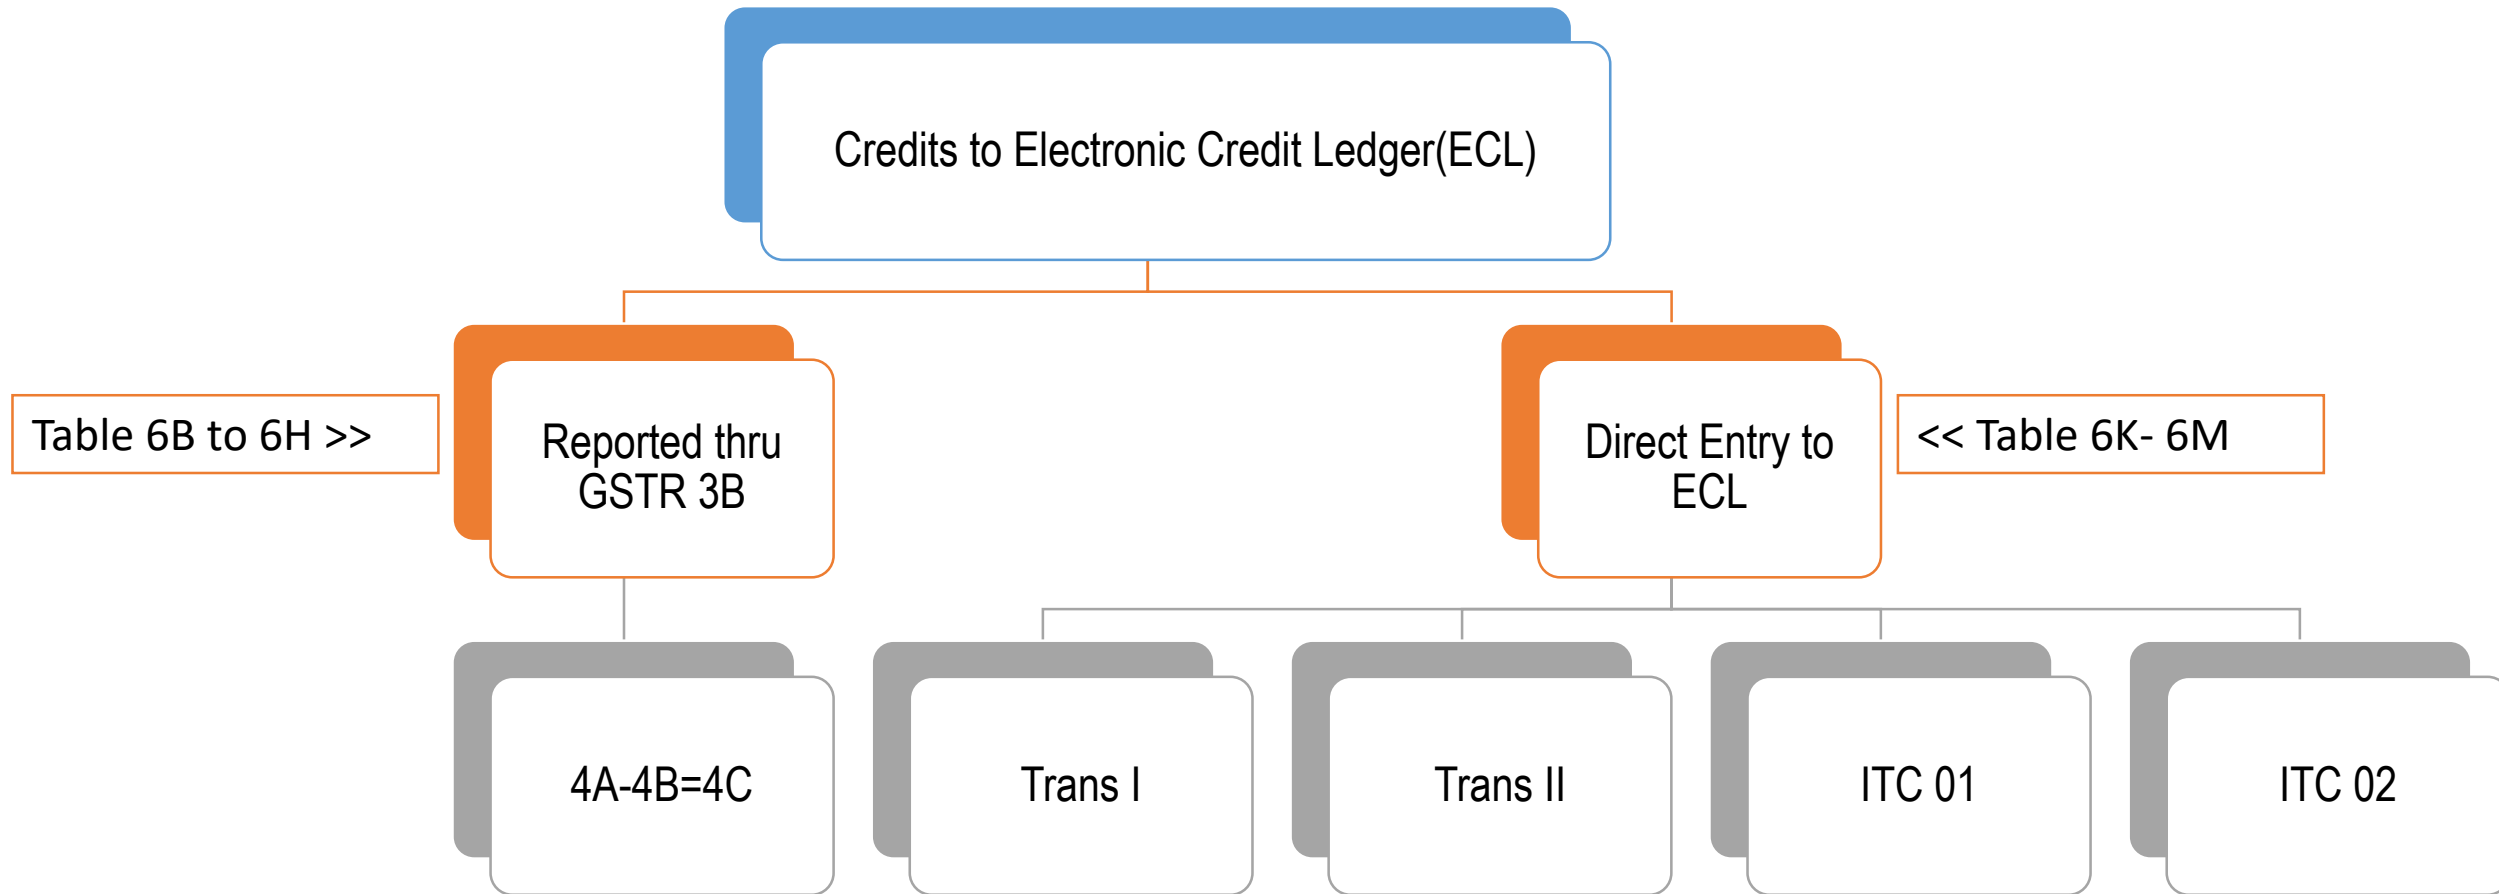 Credits to Electronic Credit Ledger(ECL)
Table 6B to 6H >>
Reported thru
GSTR 3B
Direct Entry to
ECL
<< Table 6K- 6M
4A-4B=4C
Trans I
Trans II
ITC 01
ITC 02